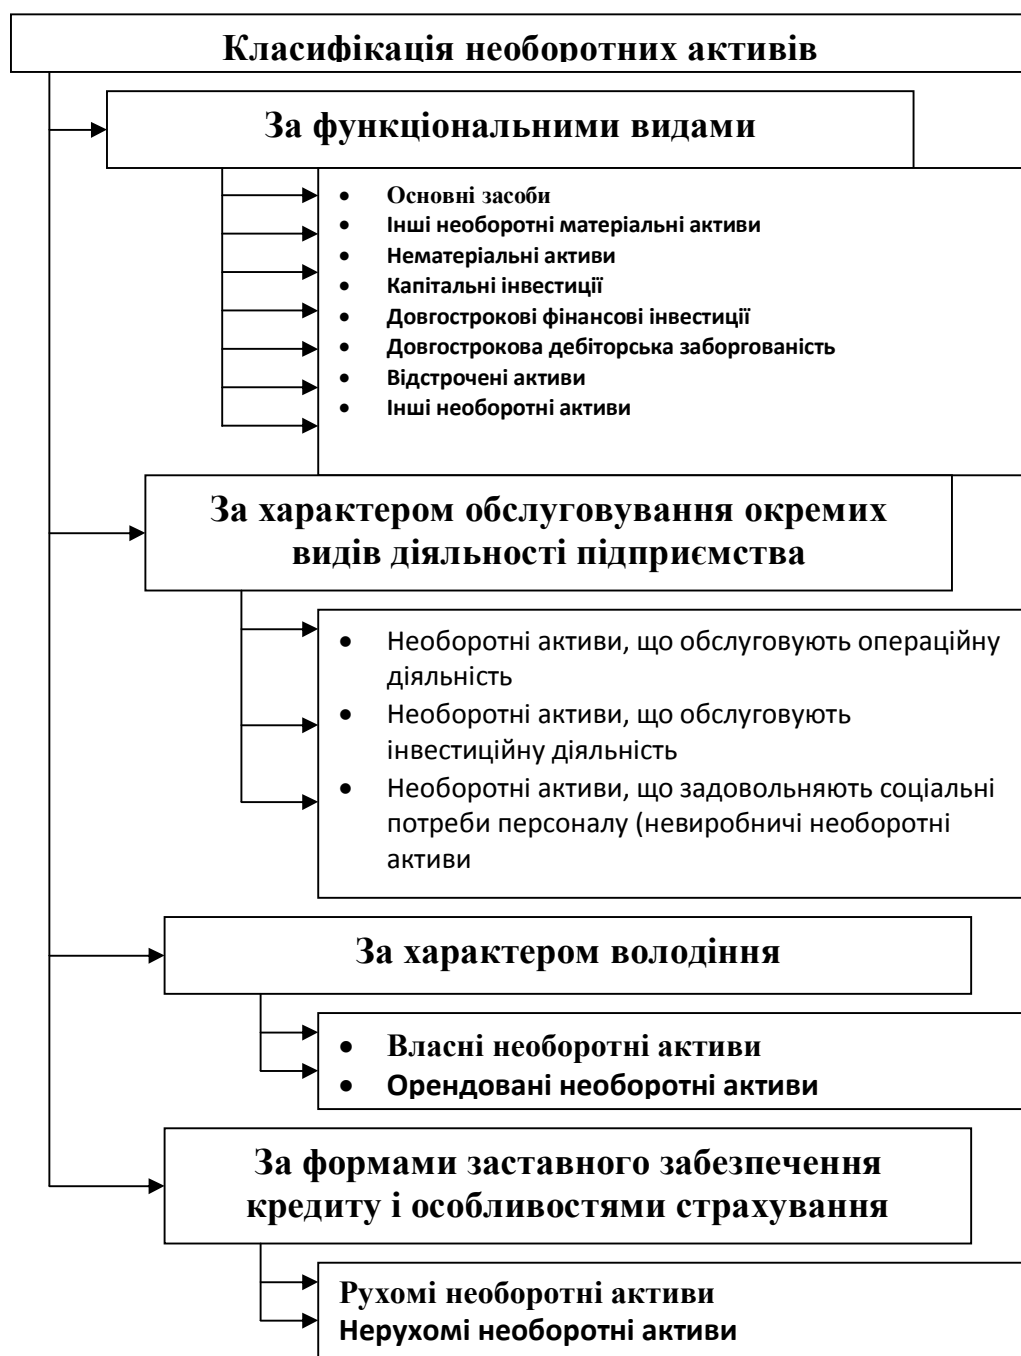 Класифікація необоротних активів
За функціональними видами
• Основні засоби
• Інші необоротні матеріальні активи
• Нематеріальні активи
• Капітальні інвестиції
• Довгострокові фінансові інвестиції
• Довгострокова дебіторська заборгованість
• Відстрочені активи
• Інші необоротні активи
За характером обслуговування окремих
видів діяльності підприємства
• Необоротні активи, що обслуговують операційну
діяльність
• Необоротні активи, що обслуговують
інвестиційну діяльність
• Необоротні активи, що задовольняють соціальні
потреби персоналу (невиробничі необоротні
активи
За характером володіння
• Власні необоротні активи
• Орендовані необоротні активи
За формами заставного забезпечення
кредиту і особливостями страхування
Рухомі необоротні активи
Нерухомі необоротні активи